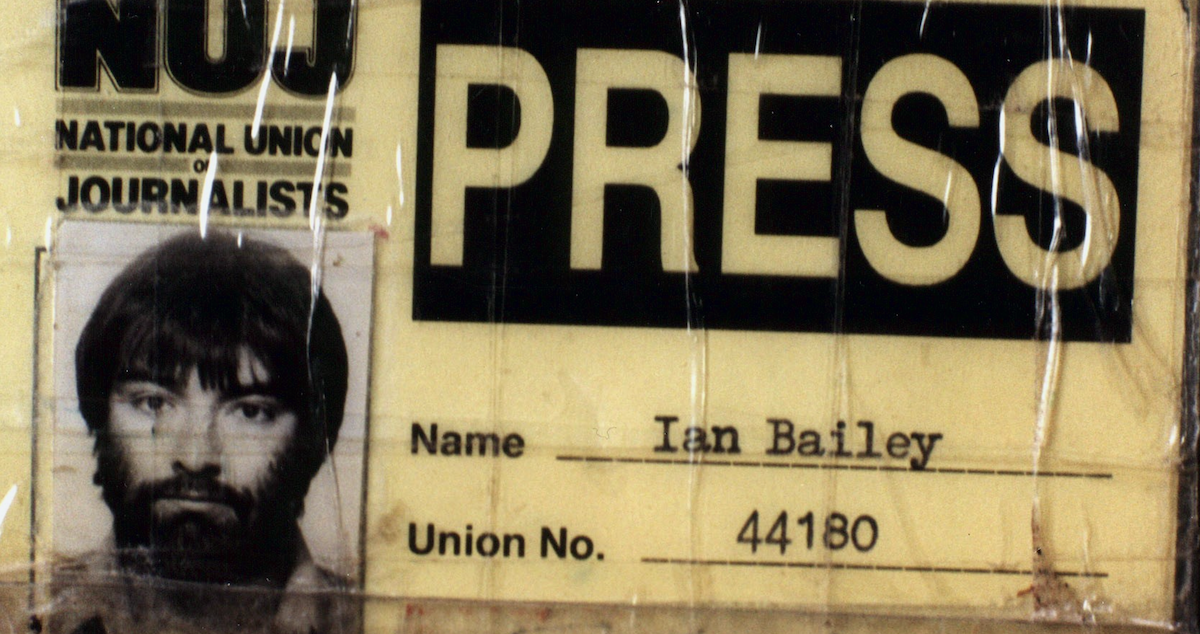 NUJ
NATIONAL UNION
OF
JOURNALISTS
PRESS
Name Ian Bailey
Union No. 44180